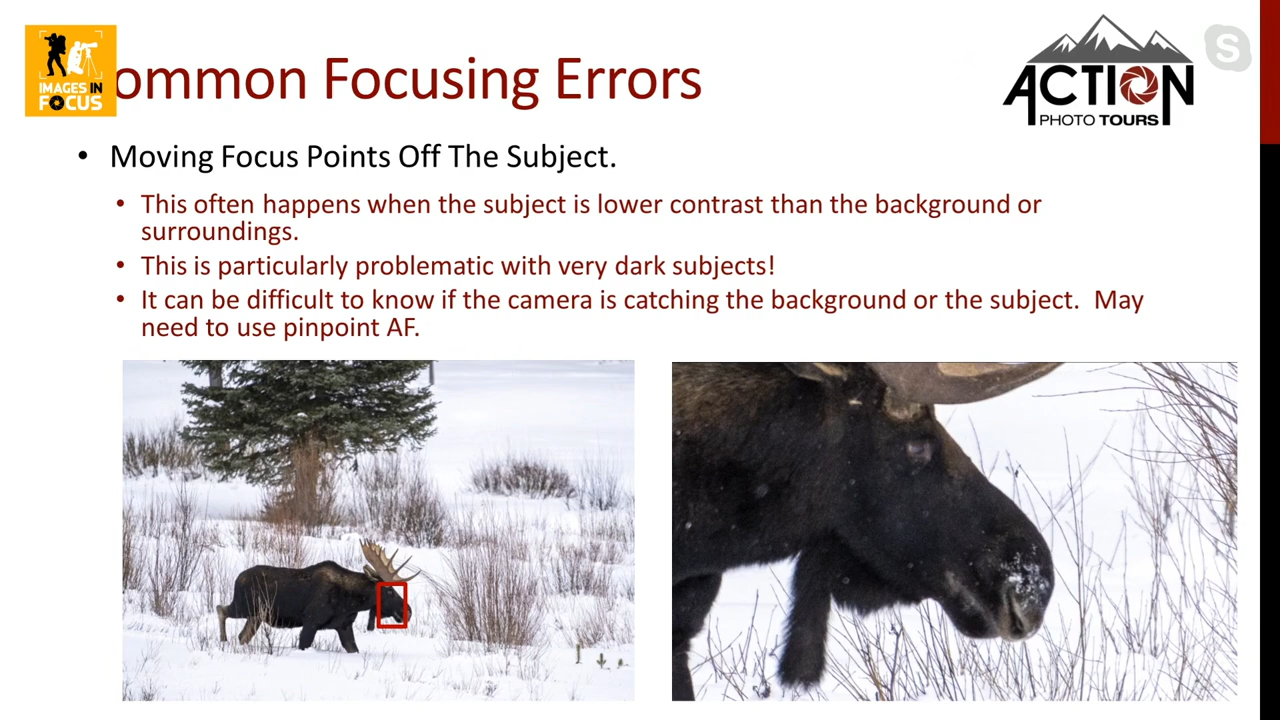 IMAGES IN
FOCUS
ommon Focusing Errors
ACTION
PHOTO TOURS
S
• Moving Focus Points Off The Subject.
• This often happens when the subject is lower contrast than the background or
surroundings.
• This is particularly problematic with very dark subjects!
• It can be difficult to know if the camera is catching the background or the subject.  May
need to use pinpoint AF.